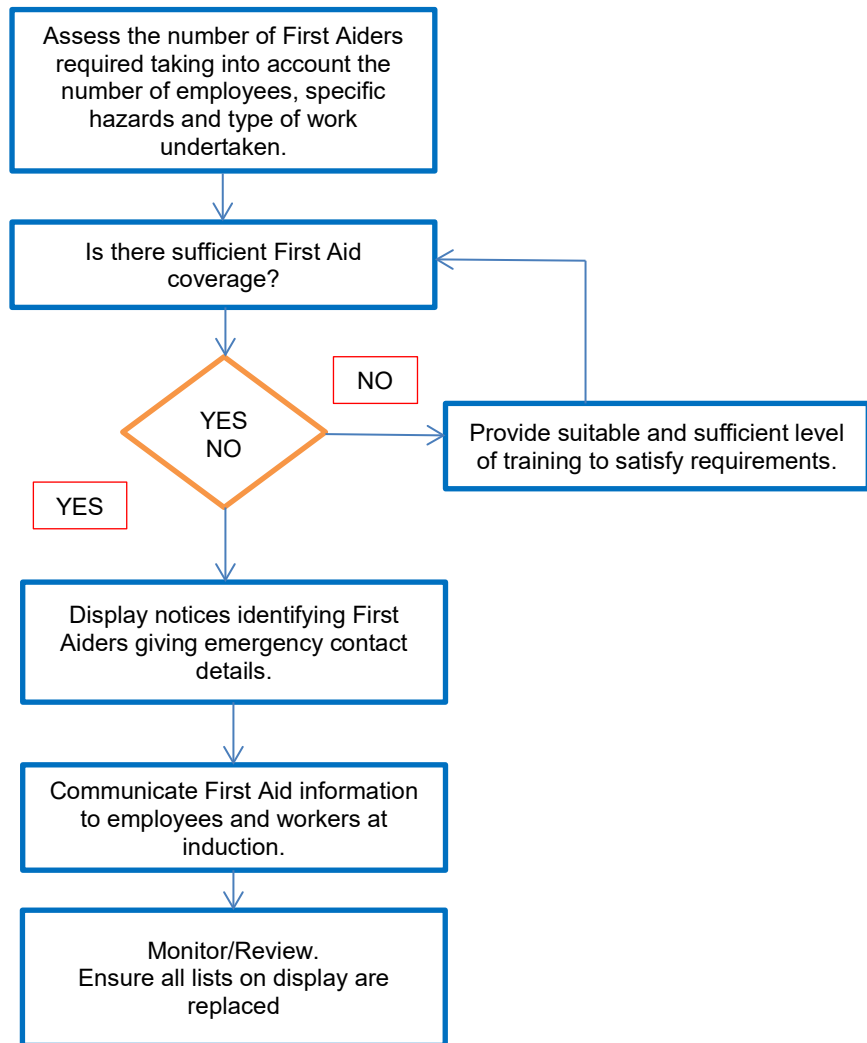 Assess the number of First Aiders
required taking into account the
number of employees, specific
hazards and type of work
undertaken.
Is there sufficient First Aid
coverage?
YES
NO
NO
Provide suitable and sufficient level
of training to satisfy requirements.
YES
Display notices identifying First
Aiders giving emergency contact
details.
Communicate First Aid information
to employees and workers at
induction.
Monitor/Review.
Ensure all lists on display are
replaced